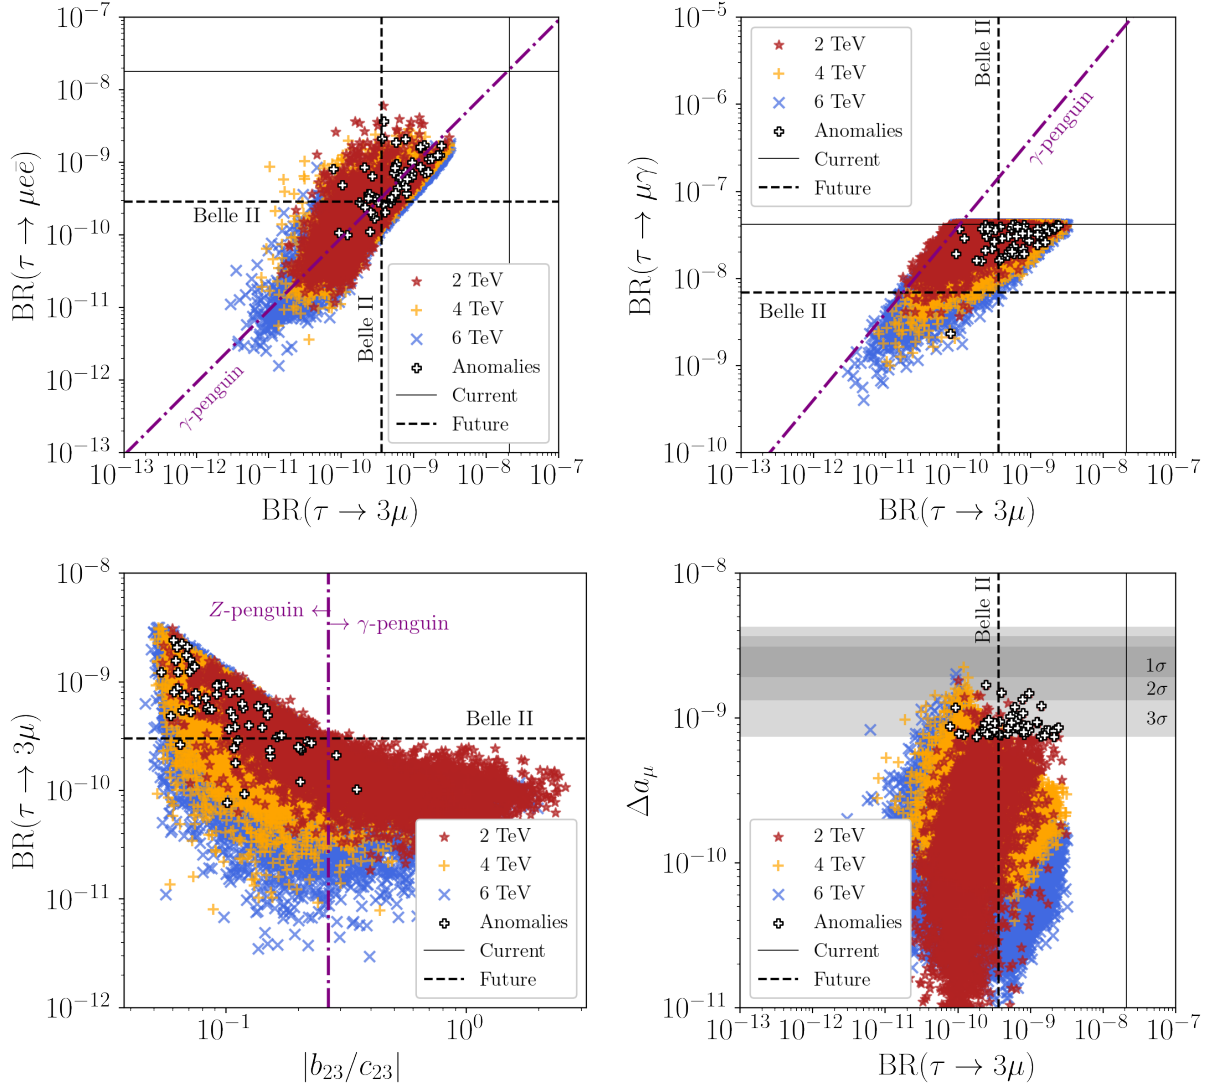 10⁻⁷
10⁻⁸
10⁻⁹
10⁻¹⁰
10⁻¹¹
10⁻¹²
10⁻¹³
BR(τ → μeē)
Belle II
Belle II
γ-penguin
2 TeV
4 TeV
6 TeV
Anomalies
Current
Future
10⁻¹³ 10⁻¹² 10⁻¹¹ 10⁻¹⁰ 10⁻⁹ 10⁻⁸ 10⁻⁷
BR(τ → 3μ)
10⁻⁴
10⁻⁵
10⁻⁶
10⁻⁷
10⁻⁸
10⁻⁹
10⁻¹⁰
BR(τ → μγ)
2 TeV
4 TeV
6 TeV
Anomalies
Current
Future
Belle II
γ-penguin
Belle II
10⁻¹³ 10⁻¹² 10⁻¹¹ 10⁻¹⁰ 10⁻⁹ 10⁻⁸ 10⁻⁷
BR(τ → 3μ)
10⁻⁸
10⁻⁹
10⁻¹⁰
10⁻¹¹
10⁻¹²
BR(τ → 3μ)
Z-penguin ←
→ γ-penguin
Belle II
2 TeV
4 TeV
6 TeV
Anomalies
Current
Future
10⁻¹ 10⁰
|b₂₃/c₂₃|
10⁻⁸
10⁻⁹
10⁻¹⁰
10⁻¹¹
Δaμ
Belle II
1σ
2σ
3σ
2 TeV
4 TeV
6 TeV
Anomalies
Current
Future
10⁻¹³ 10⁻¹² 10⁻¹¹ 10⁻¹⁰ 10⁻⁹ 10⁻⁸ 10⁻⁷
BR(τ → 3μ)